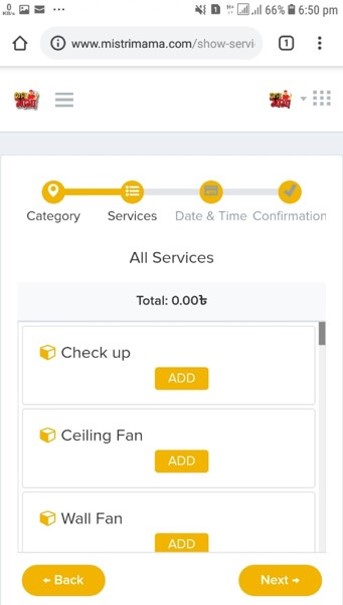 0
KB/s
66% 6:50 pm
www.mistrimama.com/show-servi
1
Category Services Date & Time Confirmation
All Services
Total: 0.00৳
Check up
ADD
Ceiling Fan
ADD
Wall Fan
ADD
← Back Next →